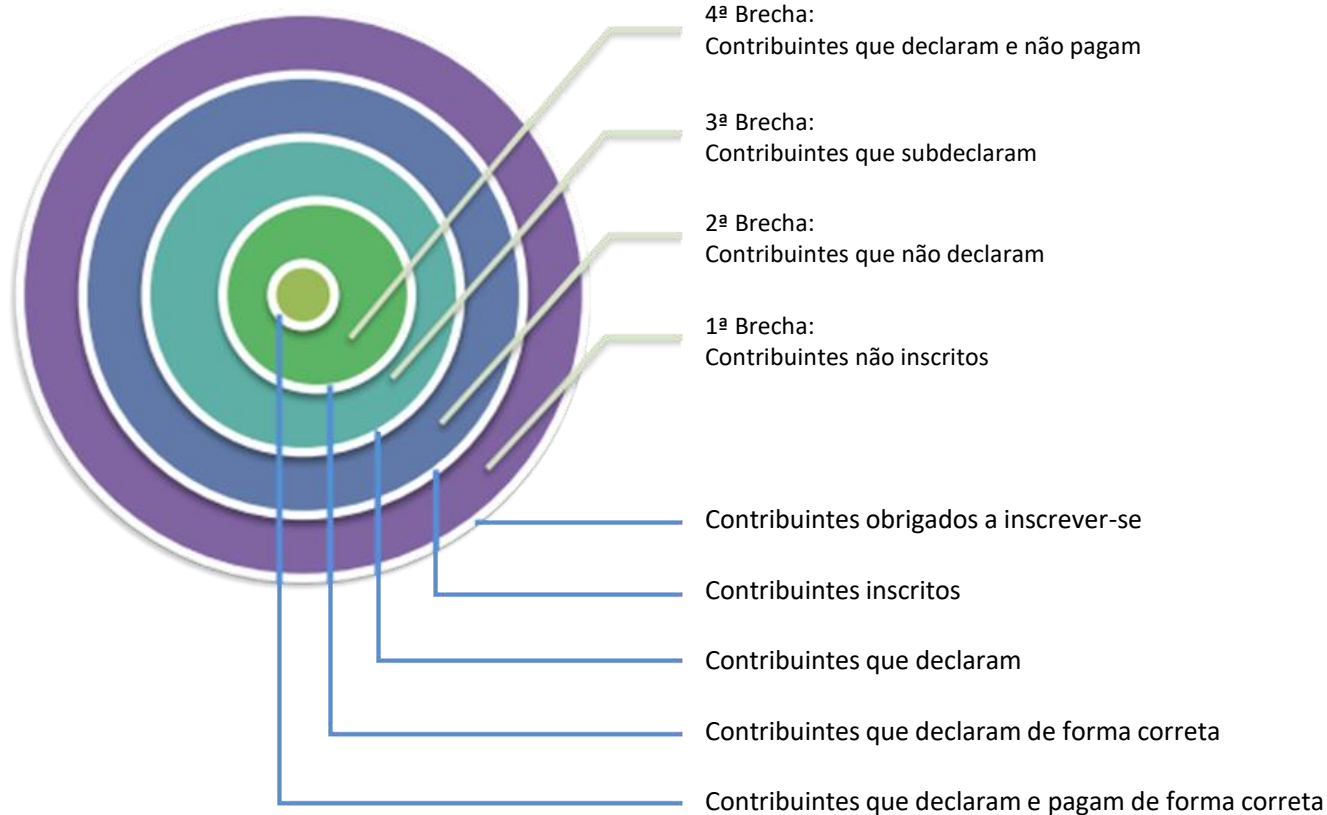 4ª Brecha:
Contribuintes que declaram e não pagam
3ª Brecha:
Contribuintes que subdeclaram
2ª Brecha:
Contribuintes que não declaram
1ª Brecha:
Contribuintes não inscritos
Contribuintes obrigados a inscrever-se
Contribuintes inscritos
Contribuintes que declaram
Contribuintes que declaram de forma correta
Contribuintes que declaram e pagam de forma correta